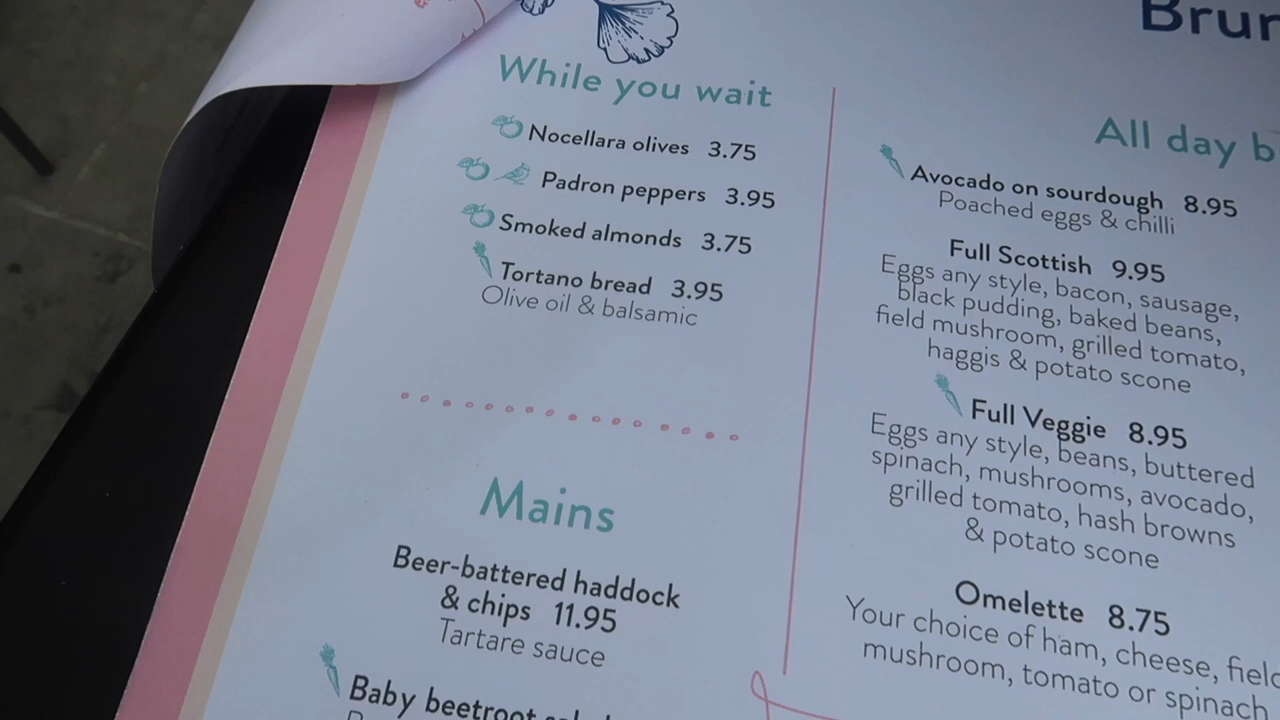 While you wait
Nocellara olives 3.75
Padron peppers 3.95
Smoked almonds 3.75
Tortano bread 3.95
Olive oil & balsamic
Mains
Beer-battered haddock
& chips 11.95
Tartare sauce
Baby beetroot
Brun
All day b
Avocado on sourdough 8.95
Poached eggs & chilli
Full Scottish 9.95
Eggs any style, bacon, sausage,
black pudding, baked beans,
field mushroom, grilled tomato,
haggis & potato scone
Full Veggie 8.95
Eggs any style, beans, buttered
spinach, mushrooms, avocado,
grilled tomato, hash browns
& potato scone
Omelette 8.75
Your choice of ham, cheese, field
mushroom, tomato or spinach